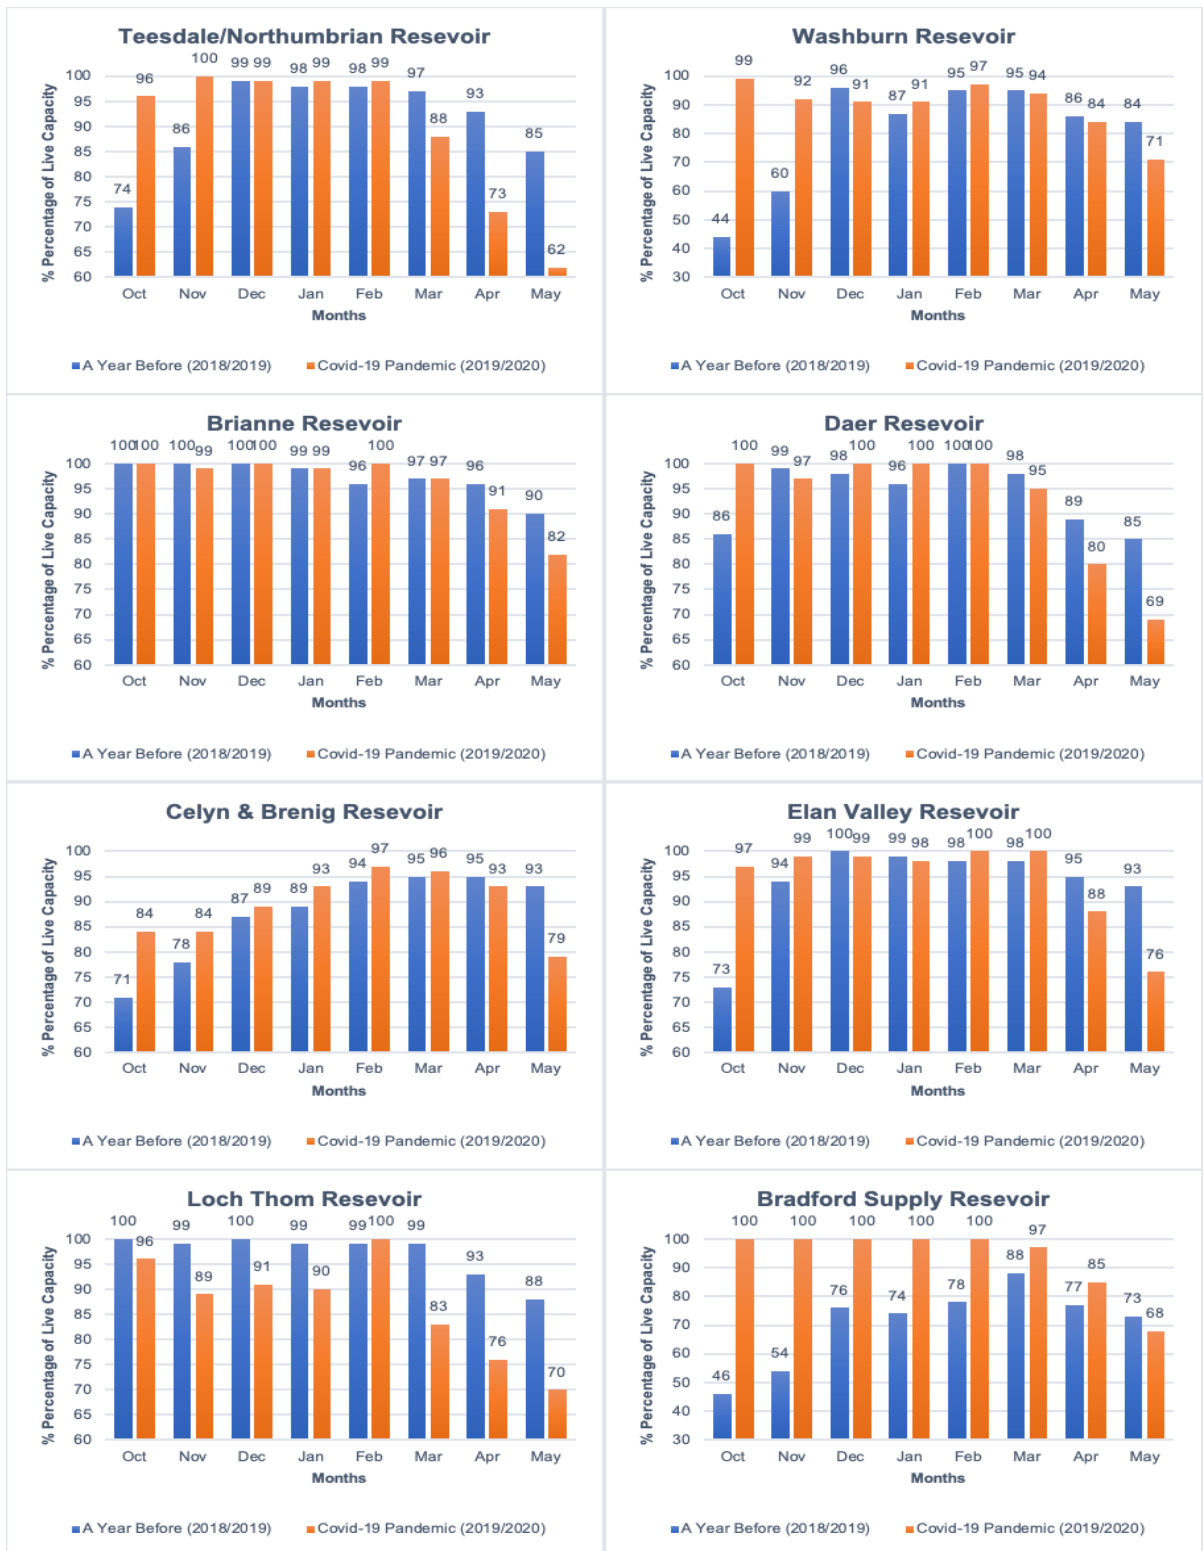 Teesdale/Northumbrian Resevoir
% Percentage of Live Capacity
100
95
90
85
80
75
70
65
60
74 96 86 100 99 99 98 99 98 99 97 88 93 73 85 62
Oct Nov Dec Jan Feb Mar Apr May
Months
A Year Before (2018/2019) Covid-19 Pandemic (2019/2020)
Washburn Resevoir
% Percentage of Live Capacity
100
90
80
70
60
50
40
30
44 99 60 92 96 91 87 91 95 97 95 94 86 84 84 71
Oct Nov Dec Jan Feb Mar Apr May
Months
A Year Before (2018/2019) Covid-19 Pandemic (2019/2020)
Brianne Resevoir
% Percentage of Live Capacity
100
95
90
85
80
75
70
65
60
100 100 100 99 100 100 99 99 96 100 97 97 96 91 90 82
Oct Nov Dec Jan Feb Mar Apr May
Months
A Year Before (2018/2019) Covid-19 Pandemic (2019/2020)
Daer Resevoir
% Percentage of Live Capacity
100
95
90
85
80
75
70
65
60
86 100 99 97 98 100 96 100 100 100 98 95 89 80 85 69
Oct Nov Dec Jan Feb Mar Apr May
Months
A Year Before (2018/2019) Covid-19 Pandemic (2019/2020)
Celyn & Brenig Resevoir
% Percentage of Live Capacity
100
95
90
85
80
75
70
65
60
71 84 78 84 87 89 89 93 94 97 95 96 95 93 93 79
Oct Nov Dec Jan Feb Mar Apr May
Months
A Year Before (2018/2019) Covid-19 Pandemic (2019/2020)
Elan Valley Resevoir
% Percentage of Live Capacity
100
95
90
85
80
75
70
65
60
73 97 94 99 100 99 99 98 98 100 98 100 95 88 93 76
Oct Nov Dec Jan Feb Mar Apr May
Months
A Year Before (2018/2019) Covid-19 Pandemic (2019/2020)
Loch Thom Resevoir
% Percentage of Live Capacity
100
95
90
85
80
75
70
65
60
100 96 99 89 100 91 99 90 99 100 99 83 93 76 88 70
Oct Nov Dec Jan Feb Mar Apr May
Months
A Year Before (2018/2019) Covid-19 Pandemic (2019/2020)
Bradford Supply Resevoir
% Percentage of Live Capacity
100
90
80
70
60
50
40
30
46 100 54 100 76 100 74 100 78 100 88 97 77 85 73 68
Oct Nov Dec Jan Feb Mar Apr May
Months
A Year Before (2018/2019) Covid-19 Pandemic (2019/2020)